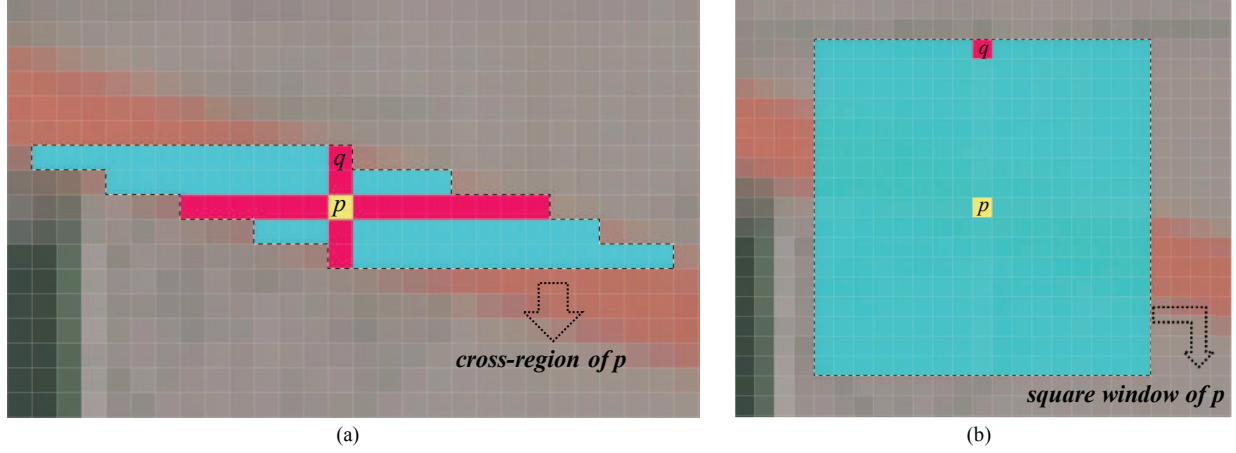 q
p
cross-region of p
(a)
q
p
square window of p
(b)